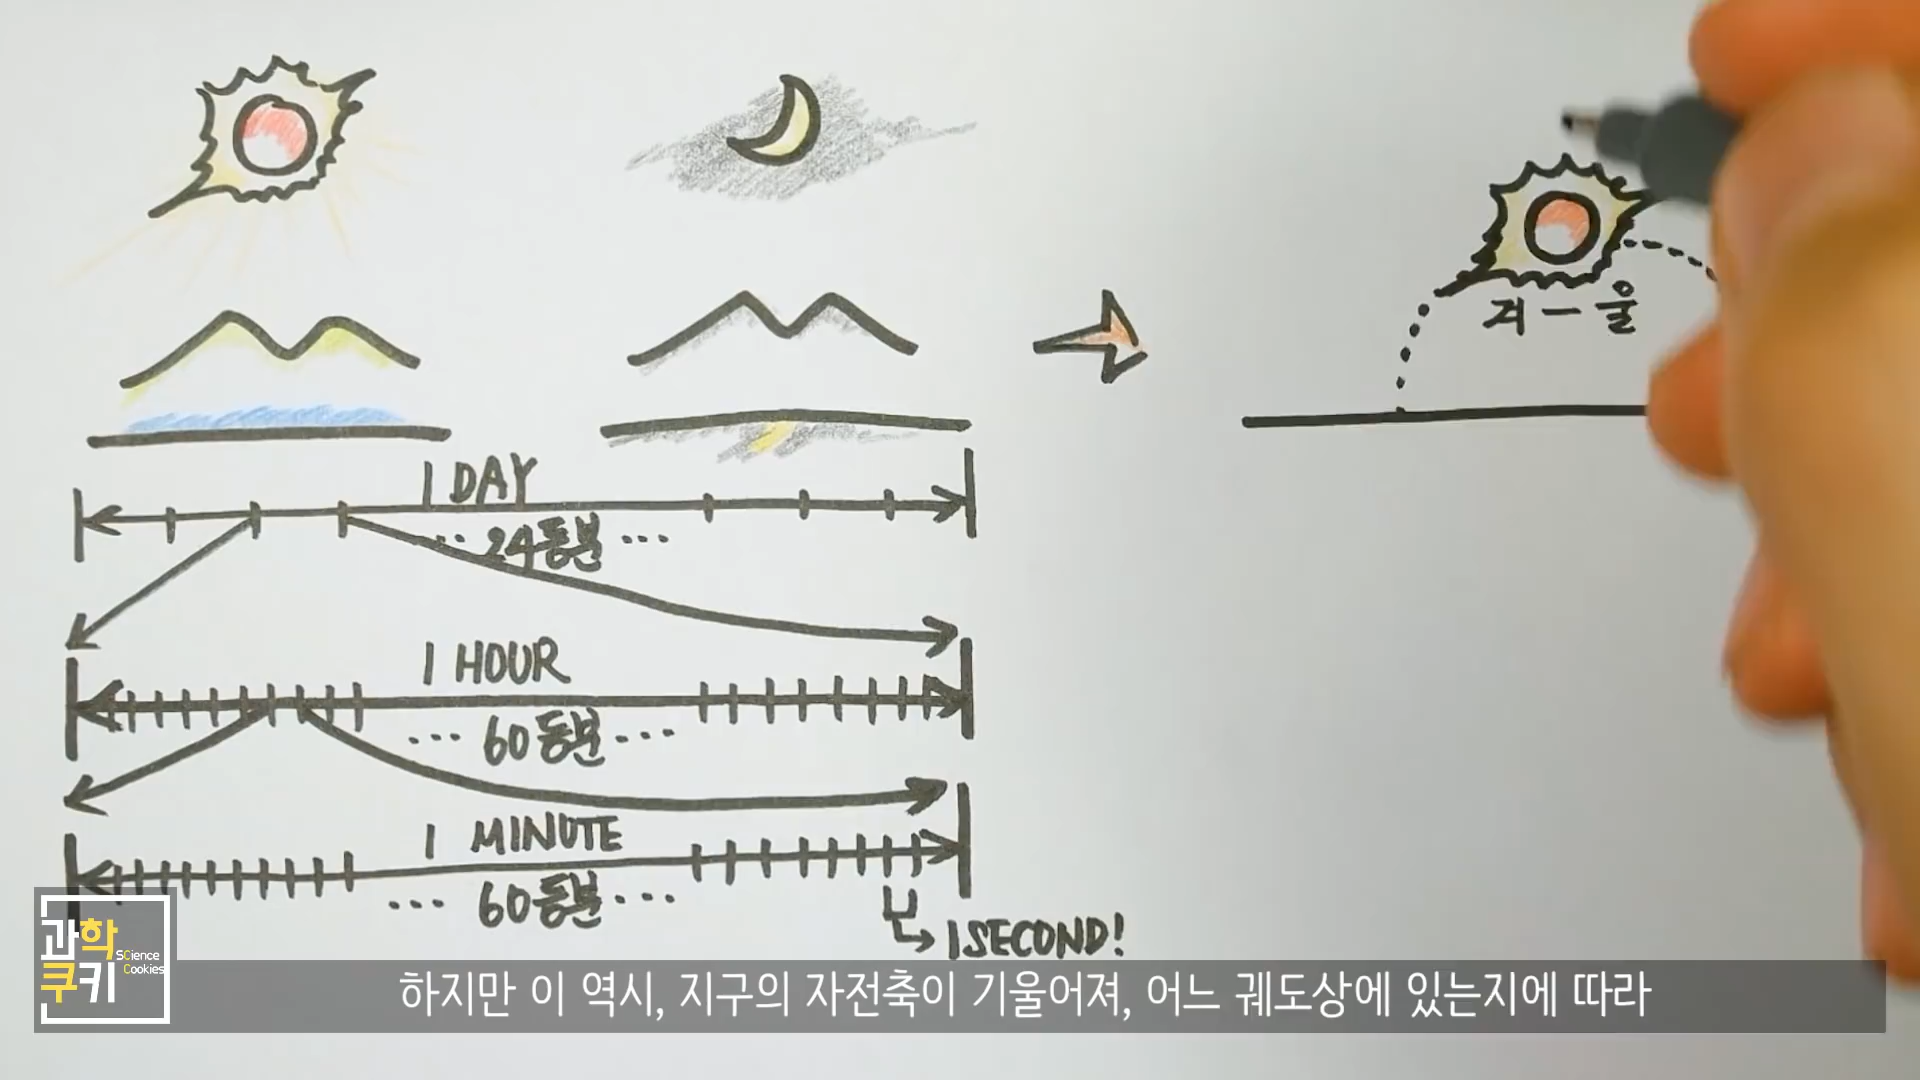 겨ㅡ울
1 DAY
... 24등분 ...
1 HOUR
... 60등분 ...
1 MINUTE
... 60등분 ...
1SECOND!
과학
쿠키
SCience
Cookies
하지만 이 역시, 지구의 자전축이 기울어져, 어느 궤도상에 있는지에 따라